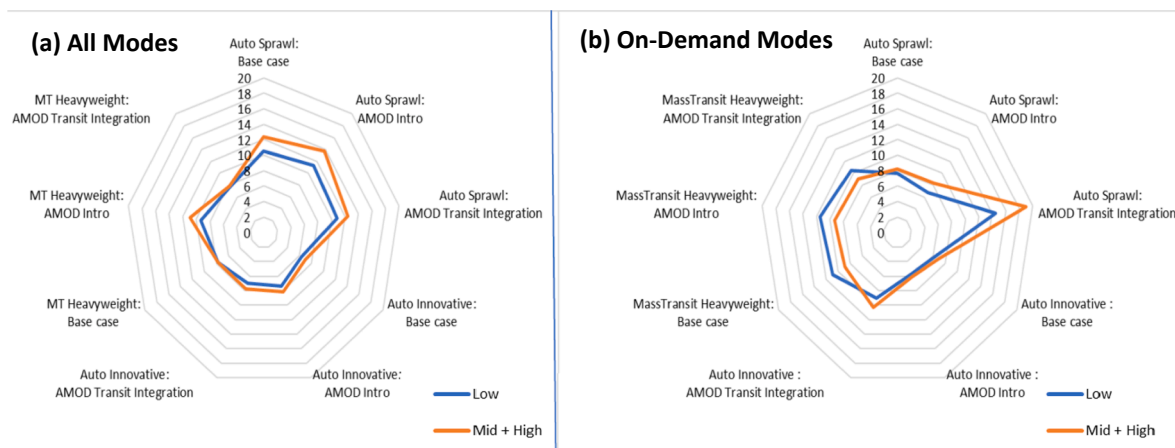 (a) All Modes
Auto Sprawl:
Base case
20
18
16
14
12
10
8
6
4
2
0
Auto Sprawl:
AMOD Intro
Auto Sprawl:
AMOD Transit Integration
Auto Innovative:
Base case
Auto Innovative:
AMOD Intro
Auto Innovative:
AMOD Transit Integration
MT Heavyweight:
Base case
MT Heavyweight:
AMOD Intro
MT Heavyweight:
AMOD Transit Integration
Low
Mid + High
(b) On-Demand Modes
Auto Sprawl:
Base case
20
18
16
14
12
10
8
6
4
2
0
Auto Sprawl:
AMOD Intro
Auto Sprawl:
AMOD Transit Integration
Auto Innovative :
Base case
Auto Innovative :
AMOD Intro
Auto Innovative :
AMOD Transit Integration
MassTransit Heavyweight:
Base case
MassTransit Heavyweight:
AMOD Intro
MassTransit Heavyweight:
AMOD Transit Integration
Low
Mid + High